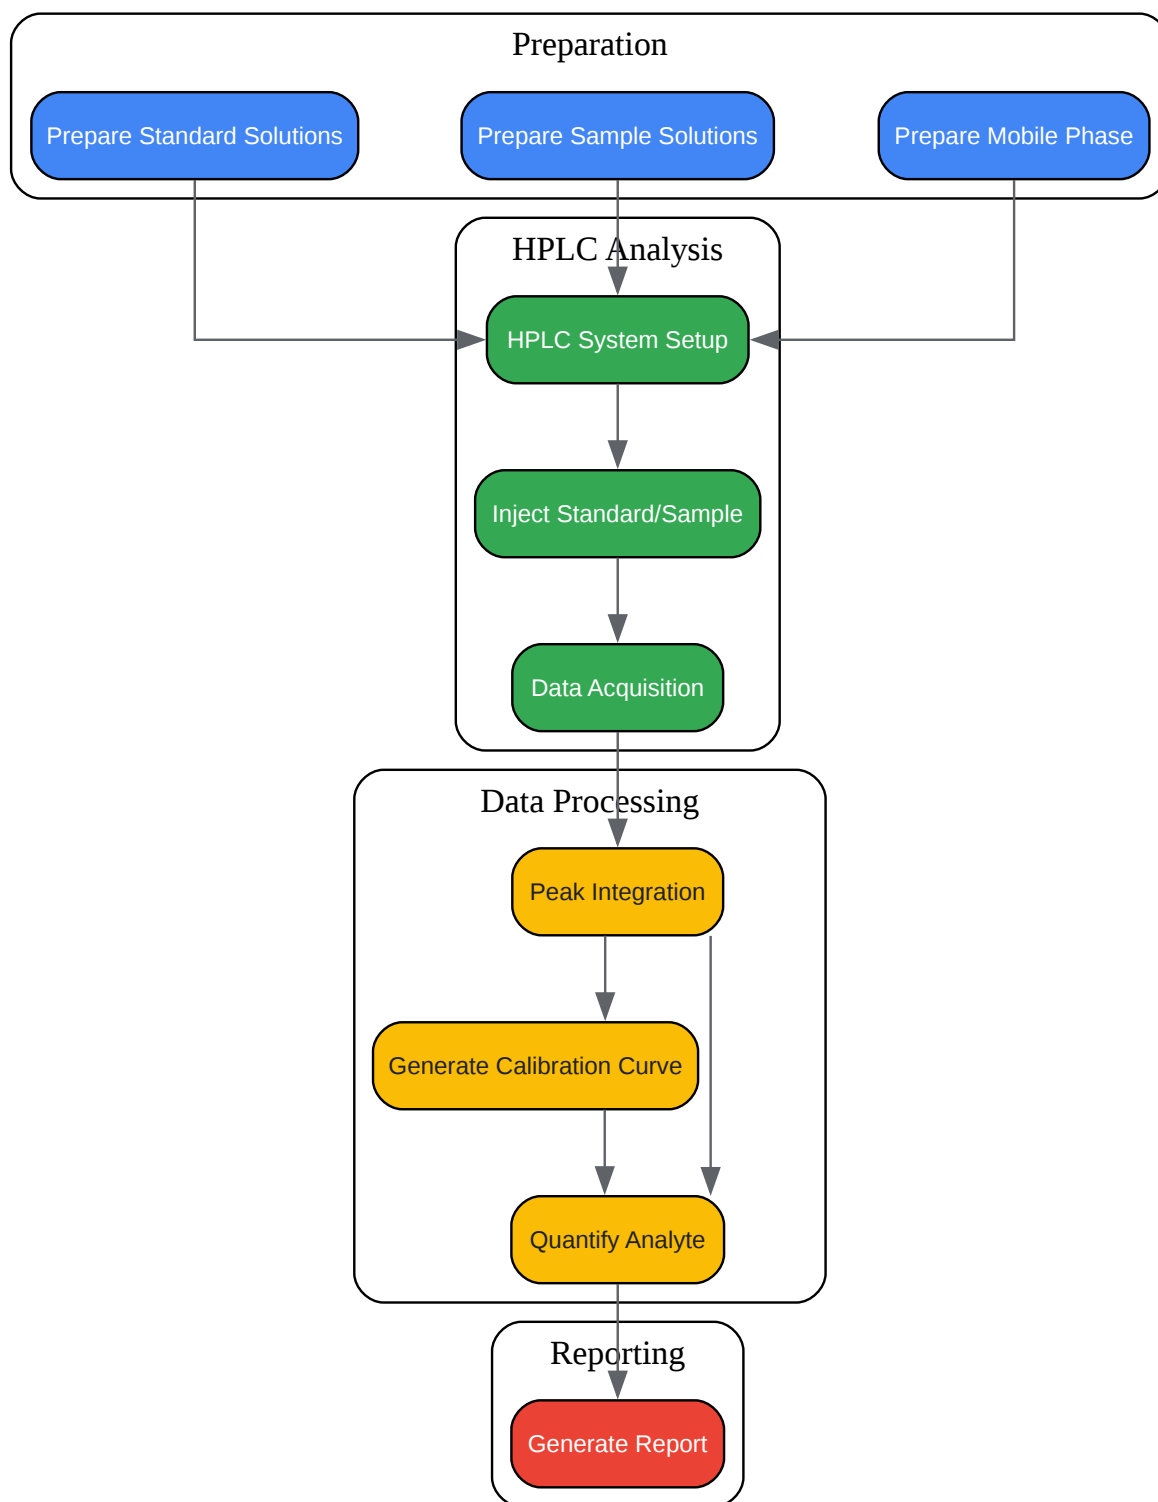 Preparation
Prepare Standard Solutions
Prepare Sample Solutions
Prepare Mobile Phase
HPLC Analysis
HPLC System Setup
Inject Standard/Sample
Data Acquisition
Data Processing
Peak Integration
Generate Calibration Curve
Quantify Analyte
Reporting
Generate Report